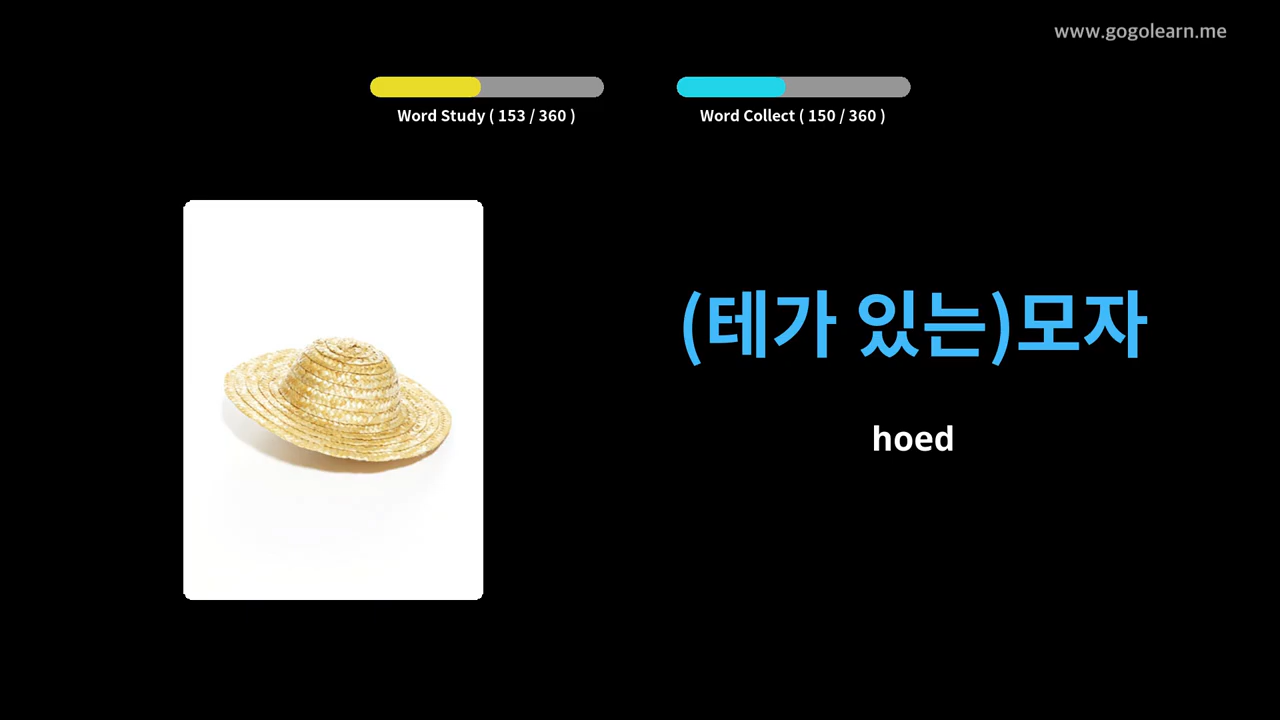 www.gogolearn.me
Word Study ( 153 / 360 )
Word Collect ( 150 / 360 )
(테가 있는)모자
hoed